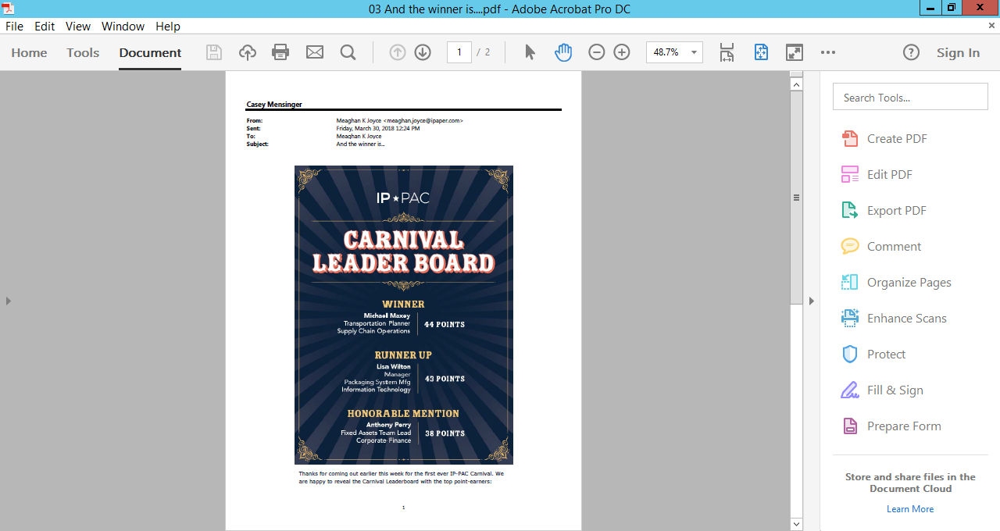 03 And the winner is....pdf - Adobe Acrobat Pro DC
File Edit View Window Help
Home Tools Document 1 / 2 48.7% Sign In
Search Tools...
Create PDF
Edit PDF
Export PDF
Comment
Organize Pages
Enhance Scans
Protect
Fill & Sign
Prepare Form
Store and share files in the
Document Cloud
Learn More
Casey Mensinger
From: Meaghan K Joyce <meaghan.joyce@ipaper.com>
Sent: Friday, March 30, 2018 12:24 PM
To: Meaghan K Joyce
Subject: And the winner is...
IP★PAC
CARNIVAL
LEADER BOARD
WINNER
Michael Maxey
Transportation Planner
Supply Chain Operations
44 POINTS
RUNNER UP
Lisa Wilton
Manager
Packaging System Mfg
Information Technology
43 POINTS
HONORABLE MENTION
Anthony Perry
Fixed Assets Team Lead
Corporate Finance
38 POINTS
Thanks for coming out earlier this week for the first ever IP-PAC Carnival. We
are happy to reveal the Carnival Leaderboard with the top point-earners:
1